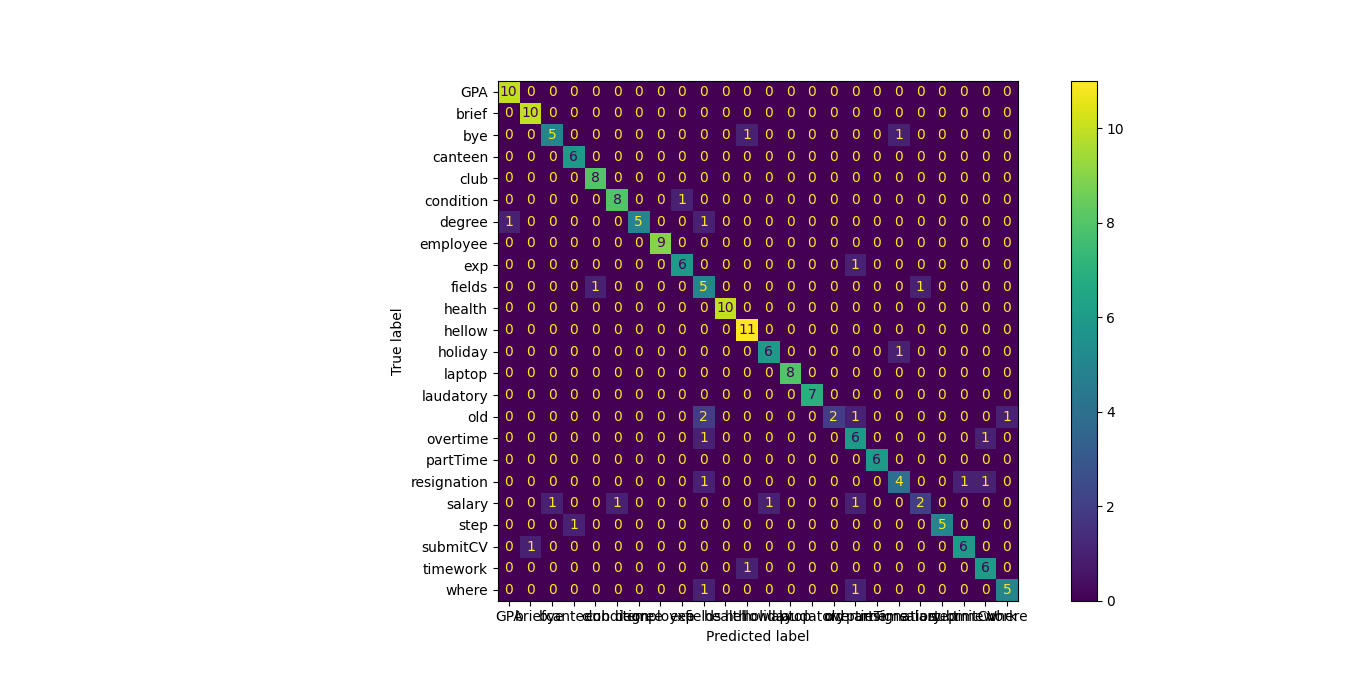 GPA 10 0 0 0 0 0 0 0 0 0 0 0 0 0 0 0 0 0 0 0 0 0 0 0
brief 0 10 0 0 0 0 0 0 0 0 0 0 0 0 0 0 0 0 0 0 0 0 0 0
bye 0 0 5 0 0 0 0 0 0 0 0 1 0 0 0 0 0 0 1 0 0 0 0 0
canteen 0 0 0 6 0 0 0 0 0 0 0 0 0 0 0 0 0 0 0 0 0 0 0 0
club 0 0 0 0 8 0 0 0 0 0 0 0 0 0 0 0 0 0 0 0 0 0 0 0
condition 0 0 0 0 0 8 0 0 1 0 0 0 0 0 0 0 0 0 0 0 0 0 0 0
degree 1 0 0 0 0 0 5 0 0 1 0 0 0 0 0 0 0 0 0 0 0 0 0 0
employee 0 0 0 0 0 0 0 9 0 0 0 0 0 0 0 0 0 0 0 0 0 0 0 0
exp 0 0 0 0 0 0 0 0 6 0 0 0 0 0 0 0 1 0 0 0 0 0 0 0
fields 0 0 0 0 1 0 0 0 0 5 0 0 0 0 0 0 0 0 0 1 0 0 0 0
health 0 0 0 0 0 0 0 0 0 0 10 0 0 0 0 0 0 0 0 0 0 0 0 0
hellow 0 0 0 0 0 0 0 0 0 0 0 11 0 0 0 0 0 0 0 0 0 0 0 0
holiday 0 0 0 0 0 0 0 0 0 0 0 0 6 0 0 0 0 0 1 0 0 0 0 0
laptop 0 0 0 0 0 0 0 0 0 0 0 0 0 8 0 0 0 0 0 0 0 0 0 0
laudatory 0 0 0 0 0 0 0 0 0 0 0 0 0 0 7 0 0 0 0 0 0 0 0 0
old 0 0 0 0 0 0 0 0 0 2 0 0 0 0 0 2 1 0 0 0 0 0 0 1
overtime 0 0 0 0 0 0 0 0 0 1 0 0 0 0 0 0 6 0 0 0 0 0 1 0
partTime 0 0 0 0 0 0 0 0 0 0 0 0 0 0 0 0 0 6 0 0 0 0 0 0
resignation 0 0 0 0 0 0 0 0 0 1 0 0 0 0 0 0 0 0 4 0 0 1 1 0
salary 0 0 1 0 0 1 0 0 0 0 0 0 1 0 0 0 1 0 0 2 0 0 0 0
step 0 0 0 1 0 0 0 0 0 0 0 0 0 0 0 0 0 0 0 0 5 0 0 0
submitCV 0 1 0 0 0 0 0 0 0 0 0 0 0 0 0 0 0 0 0 0 0 6 0 0
timework 0 0 0 0 0 0 0 0 0 0 0 1 0 0 0 0 0 0 0 0 0 0 6 0
where 0 0 0 0 0 0 0 0 0 1 0 0 0 0 0 0 1 0 0 0 0 0 0 5
True label
Predicted label
10
8
6
4
2
0